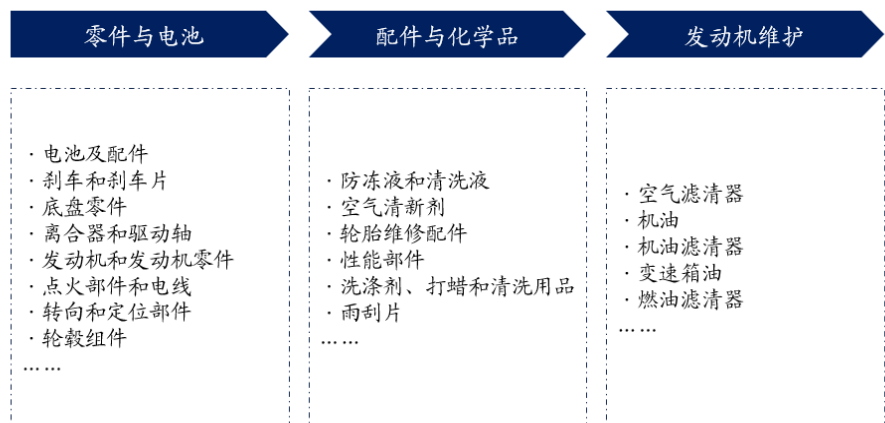 零件与电池
配件与化学品
发动机维护
·电池及配件
·刹车和刹车片
·底盘零件
·离合器和驱动轴
·发动机和发动机零件
·点火部件和电线
·转向和定位部件
·轮毂组件
……
·防冻液和清洗液
·空气清新剂
·轮胎维修配件
·性能部件
·洗涤剂、打蜡和清洗用品
·雨刮片
……
·空气滤清器
·机油
·机油滤清器
·变速箱油
·燃油滤清器
……